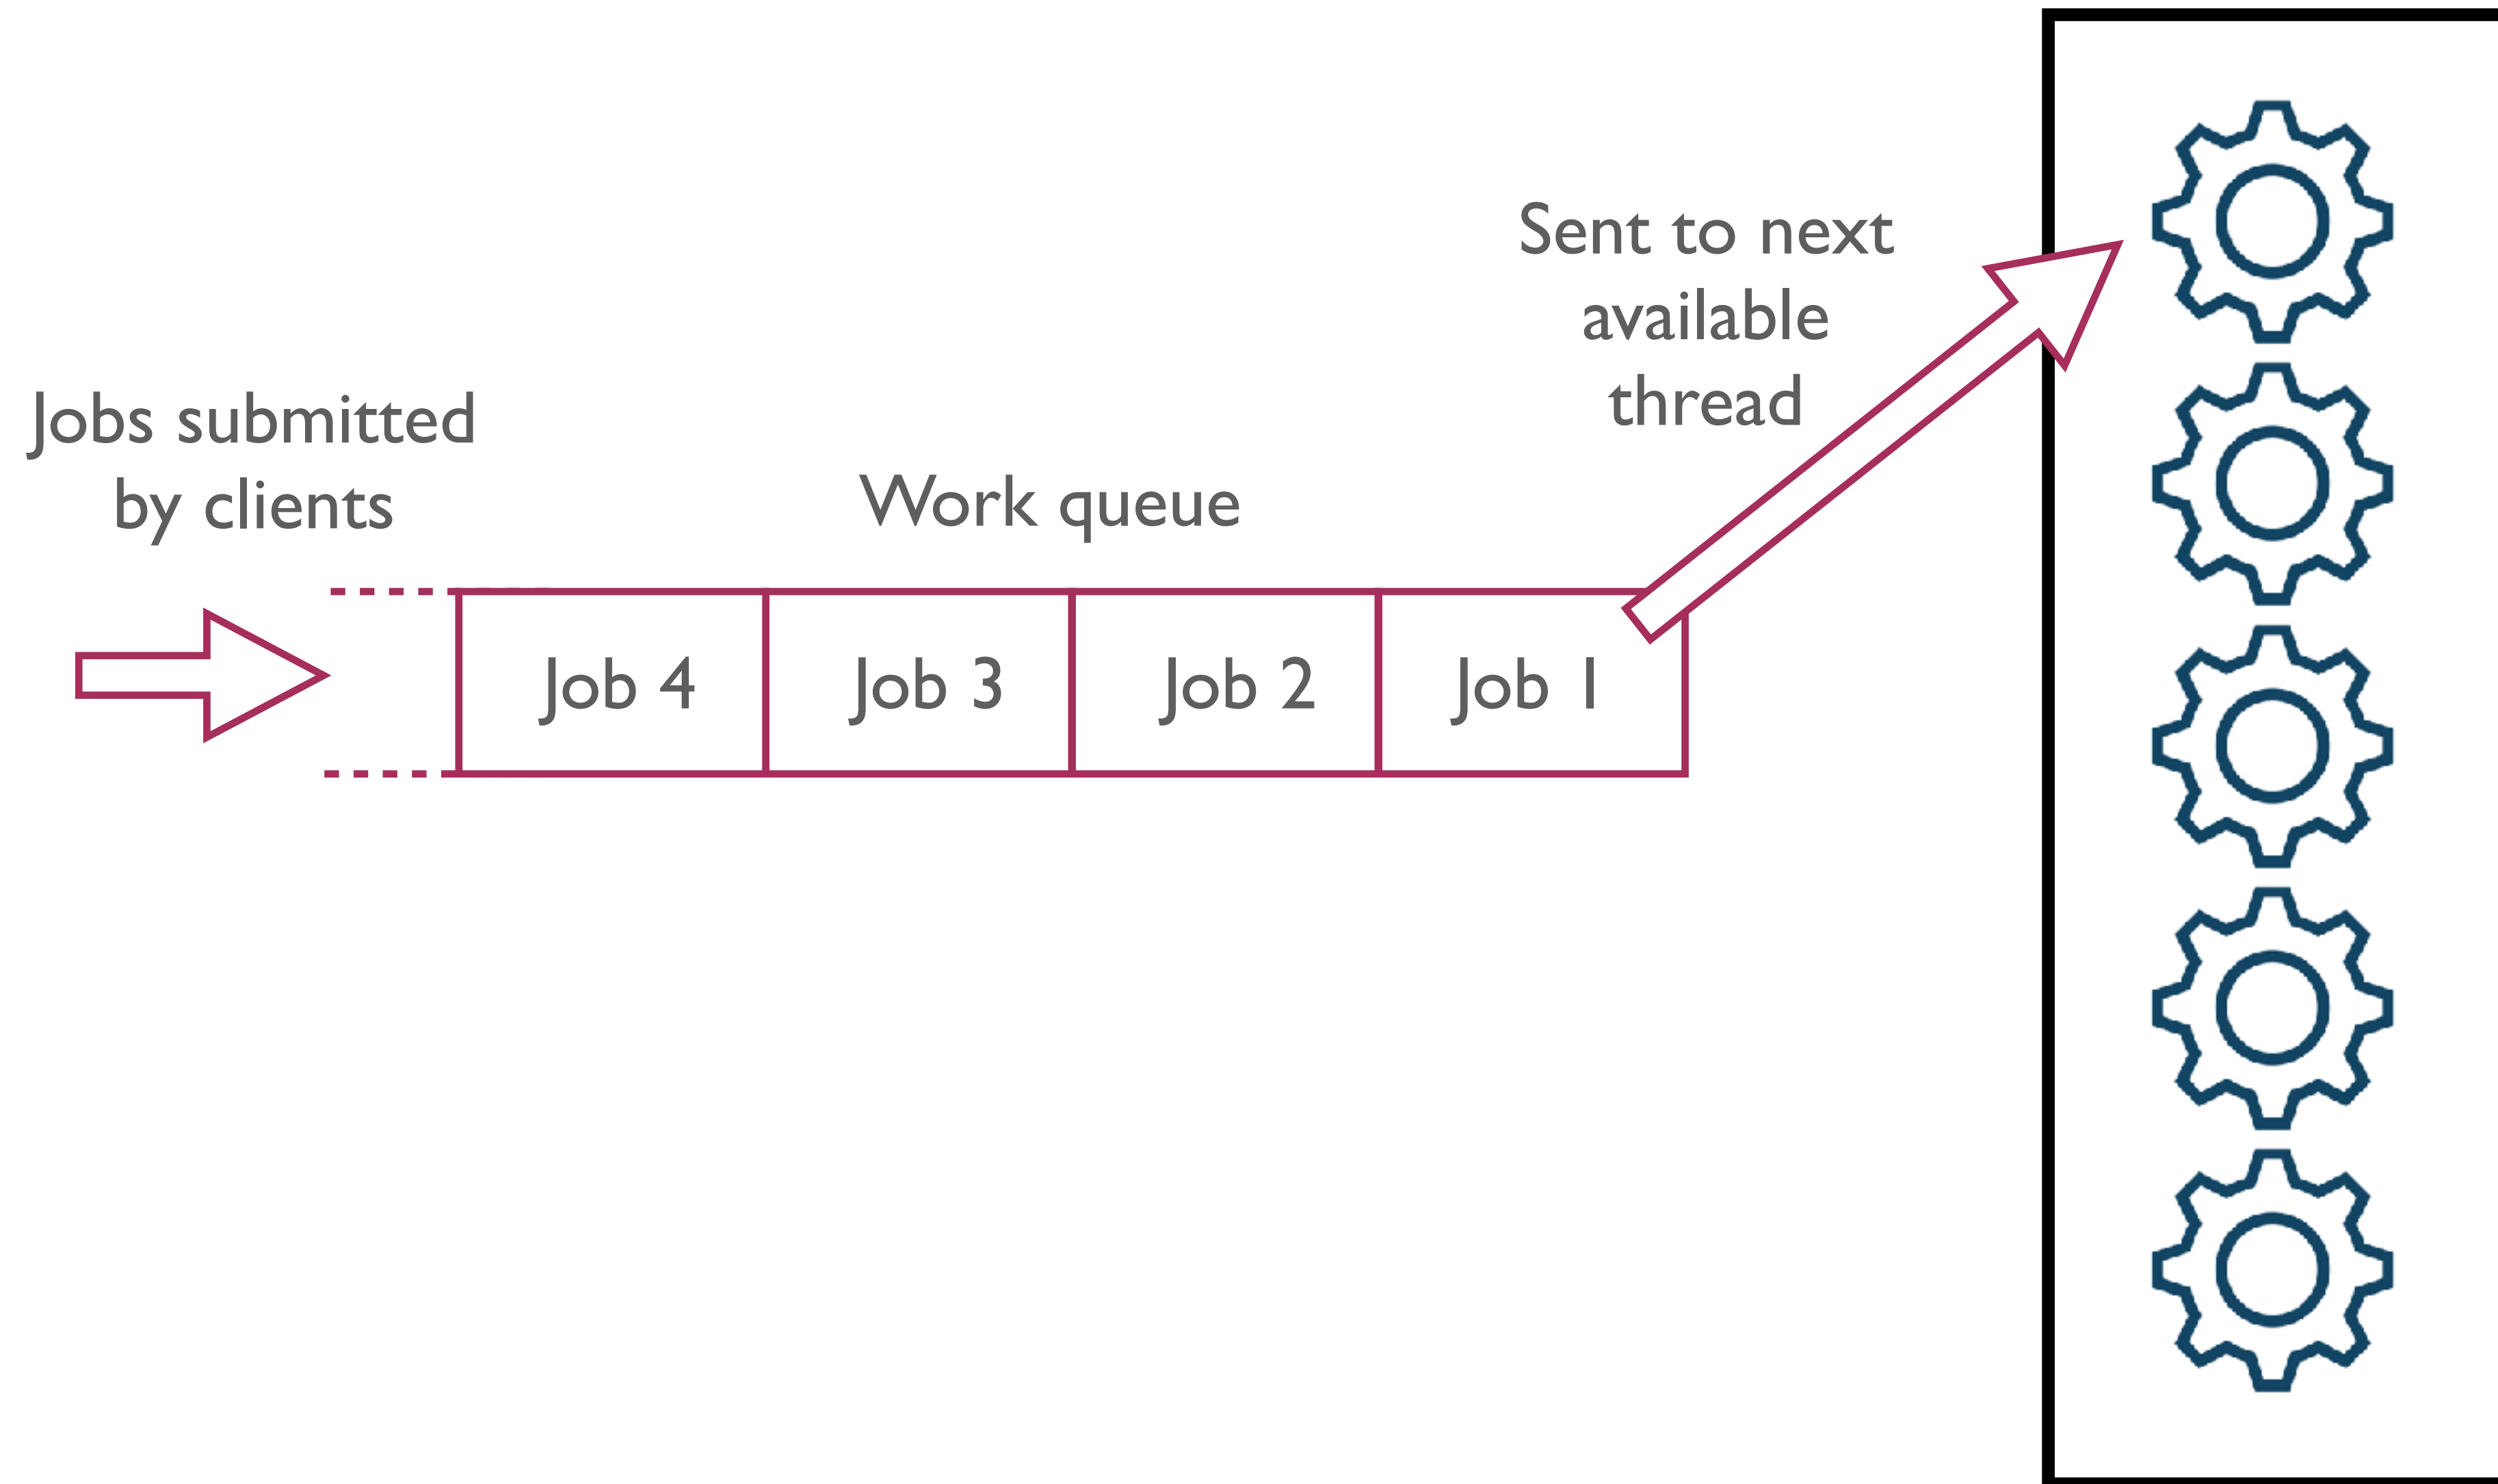 Jobs submitted
by clients
Work queue
Sent to next
available
thread
Job 4
Job 3
Job 2
Job 1